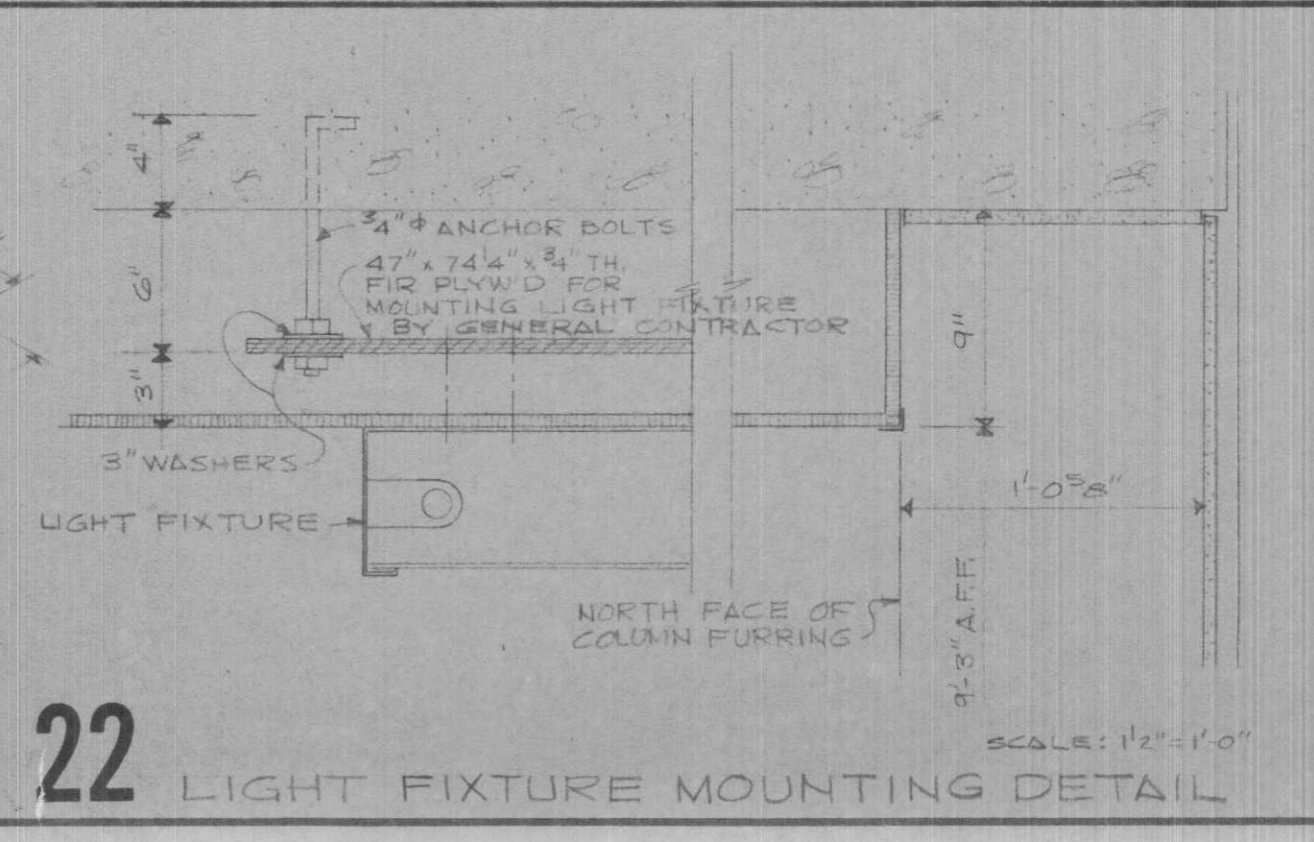 4"
3/4" ϕ ANCHOR BOLTS
47" x 74 1/4" x 3/4" TH.
FIR PLYW'D FOR
MOUNTING LIGHT FIXTURE
BY GENERAL CONTRACTOR
6"
9"
3"
3" WASHERS
1'-0 5/8"
LIGHT FIXTURE
NORTH FACE OF
COLUMN FURRING
9'-3" A.F.F.
SCALE: 1 1/2" = 1'-0"
22 LIGHT FIXTURE MOUNTING DETAIL